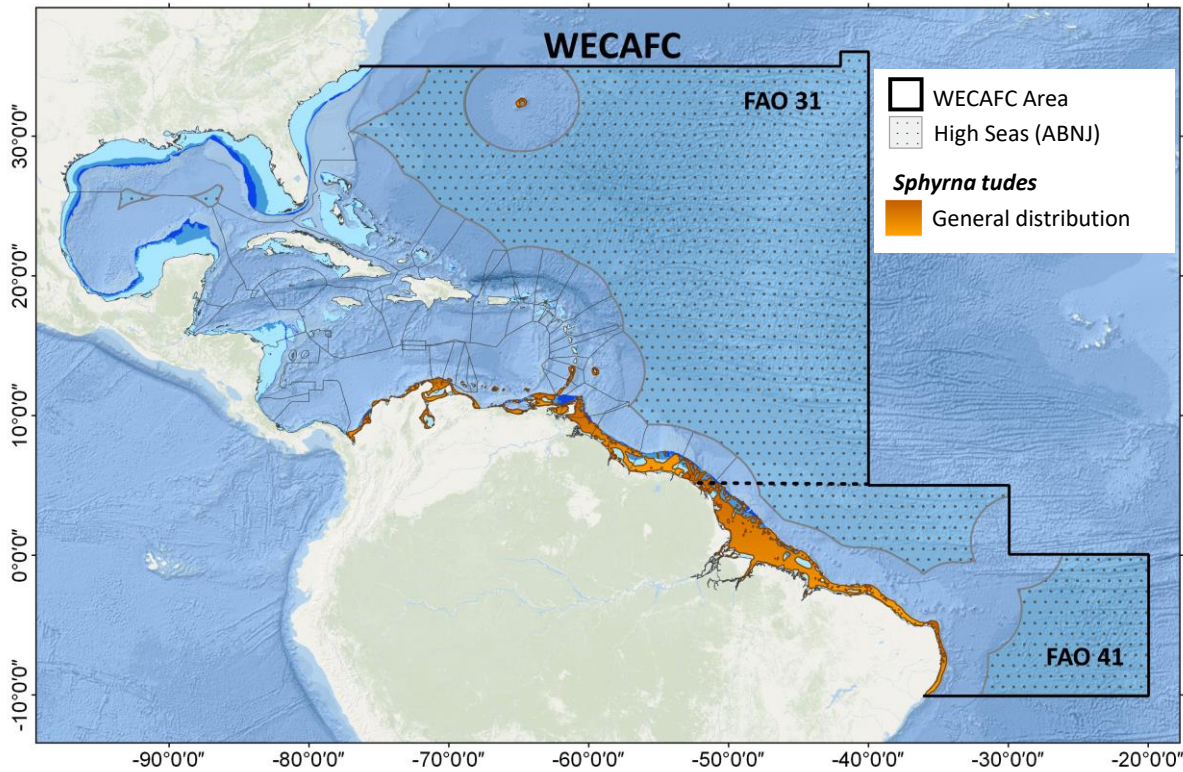 WECAFC
FAO 31
WECAFC Area
High Seas (ABNJ)
Sphyrna tudes
General distribution
FAO 41
30°0'0"
20°0'0"
10°0'0"
0°0'0"
-10°0'0"
-90°0'0"
-80°0'0"
-70°0'0"
-60°0'0"
-50°0'0"
-40°0'0"
-30°0'0"
-20°0'0"